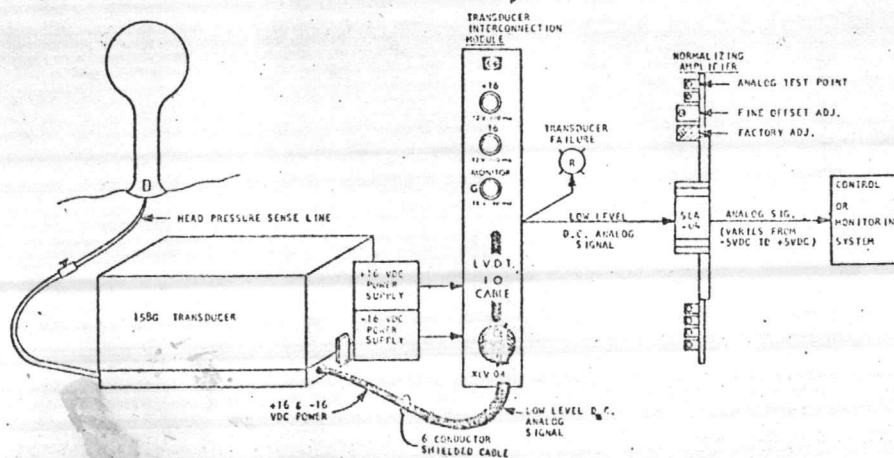 TRANSDUCER
INTERCONNECTION
MODULE
+16
16
MONITOR
G
L.V.D.T.
I O
CABLE
XLV-04
NORMALIZING
AMPLIFIER
ANALOG TEST POINT
FINE OFFSET ADJ.
FACTORY ADJ.
TRANSDUCER
FAILURE
R
LOW LEVEL
D.C. ANALOG
SIGNAL
ANALOG SIG.
(VARIES FROM
-5VDC TO +5VDC)
CONTROL
OR
MONITORIN
SYSTEM
HEAD PRESSURE SENSE LINE
158G TRANSDUCER
+16 VDC
POWER
SUPPLY
+16 VDC
POWER
SUPPLY
+16 & -16
VDC POWER
6 CONDUCTOR
SHIELDED CABLE
LOW LEVEL D.C.
ANALOG
SIGNAL